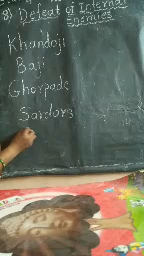 8) Defeat of Internal
Enemies
Khandoji
Baji
Ghorpade
Sardars